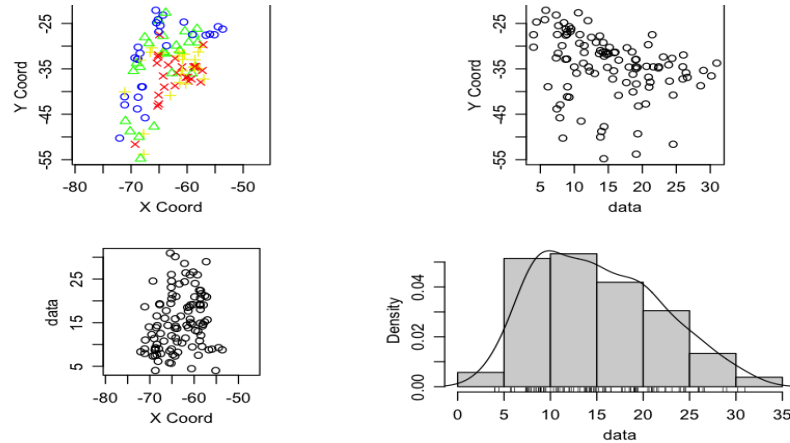 -25
-35
-45
-55
Y Coord
-80 -70 -60 -50
X Coord
-25
-35
-45
-55
Y Coord
5 10 15 20 25 30
data
25
15
5
data
-80 -70 -60 -50
X Coord
0.04
0.02
0.00
Density
0 5 10 15 20 25 30 35
data